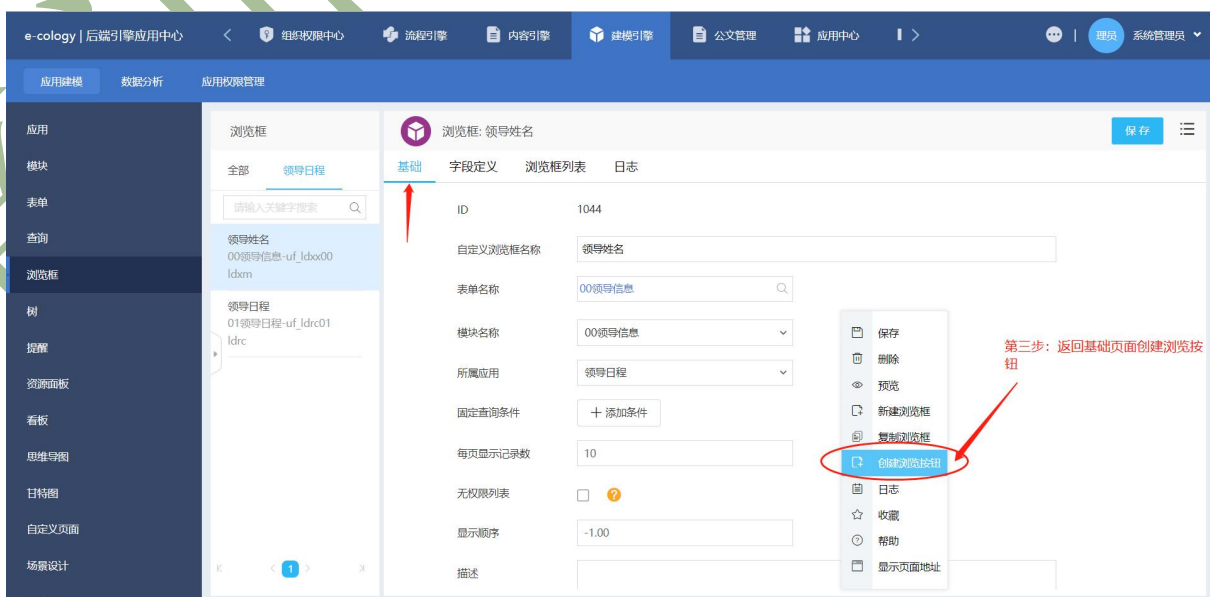 e-cology | 后端引擎应用中心
组织权限中心
流程引擎
内容引擎
建模引擎
公文管理
应用中心
理员
系统管理员
应用建模
数据分析
应用权限管理
应用
模块
表单
查询
浏览框
树
提醒
资源面板
看板
思维导图
甘特图
自定义页面
场景设计
浏览框
全部
领导日程
请输入关键字搜索
领导姓名
00领导信息-uf_ldxx00
ldxm
领导日程
01领导日程-uf_ldrc01
ldrc
1
浏览框: 领导姓名
保存
基础
字段定义
浏览框列表
日志
ID
1044
自定义浏览框名称
领导姓名
表单名称
00领导信息
模块名称
00领导信息
所属应用
领导日程
固定查询条件
+ 添加条件
每页显示记录数
10
无权限列表
?
显示顺序
-1.00
描述
保存
删除
预览
新建浏览框
复制浏览框
创建浏览按钮
日志
收藏
帮助
显示页面地址
第三步：返回基础页面创建浏览按
钮